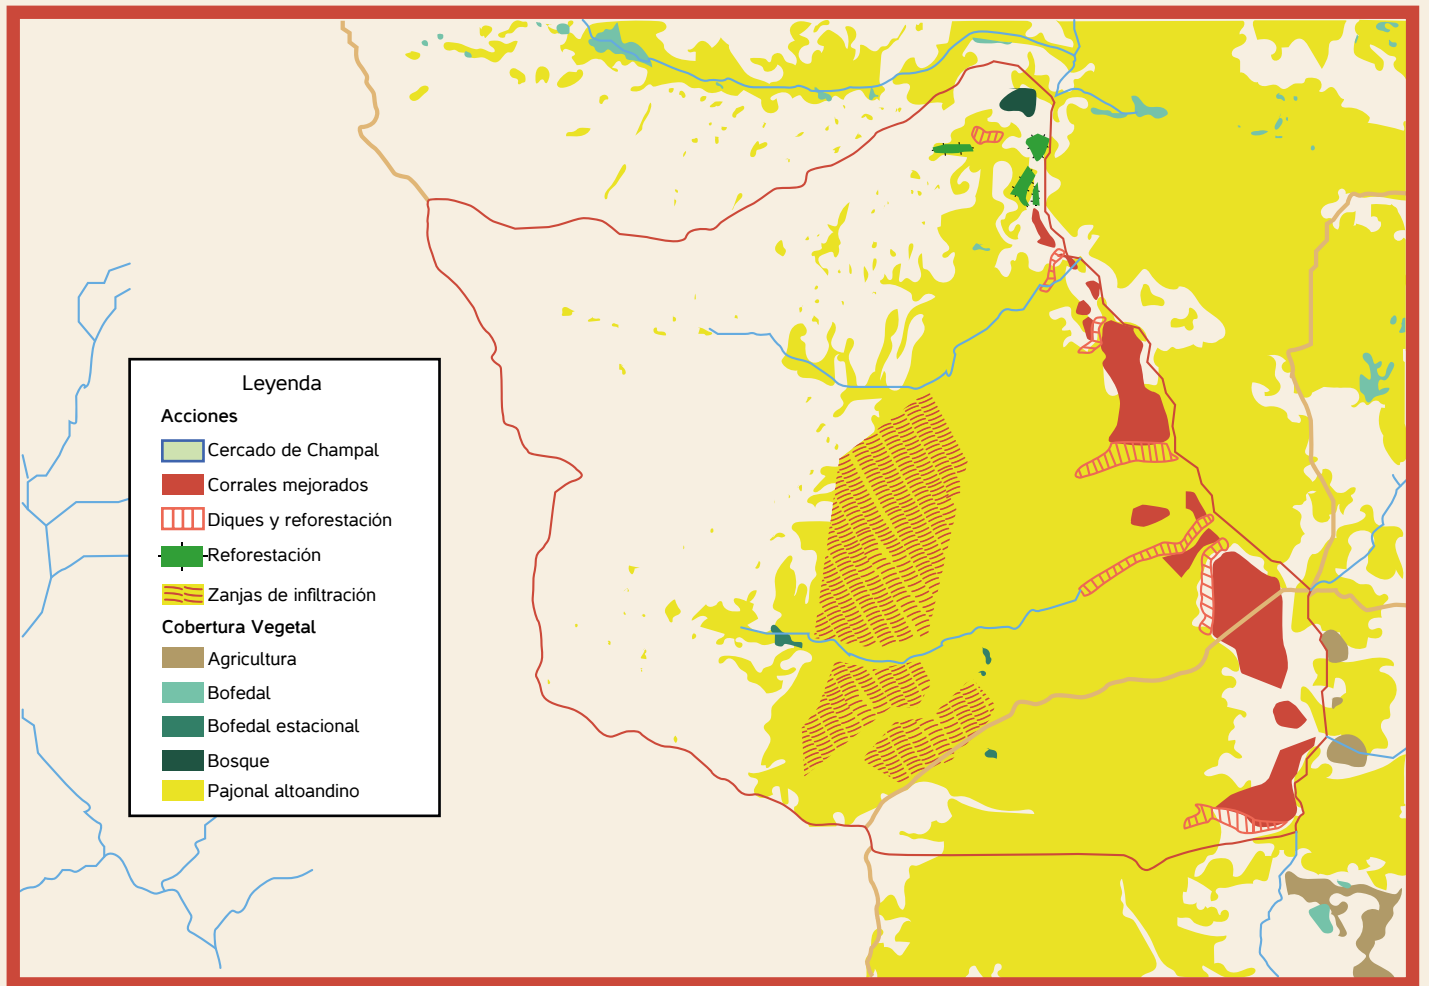 Leyenda
Acciones
Cercado de Champal
Corrales mejorados
Diques y reforestación
Reforestación
Zanjas de infiltración
Cobertura Vegetal
Agricultura
Bofedal
Bofedal estacional
Bosque
Pajonal altoandino